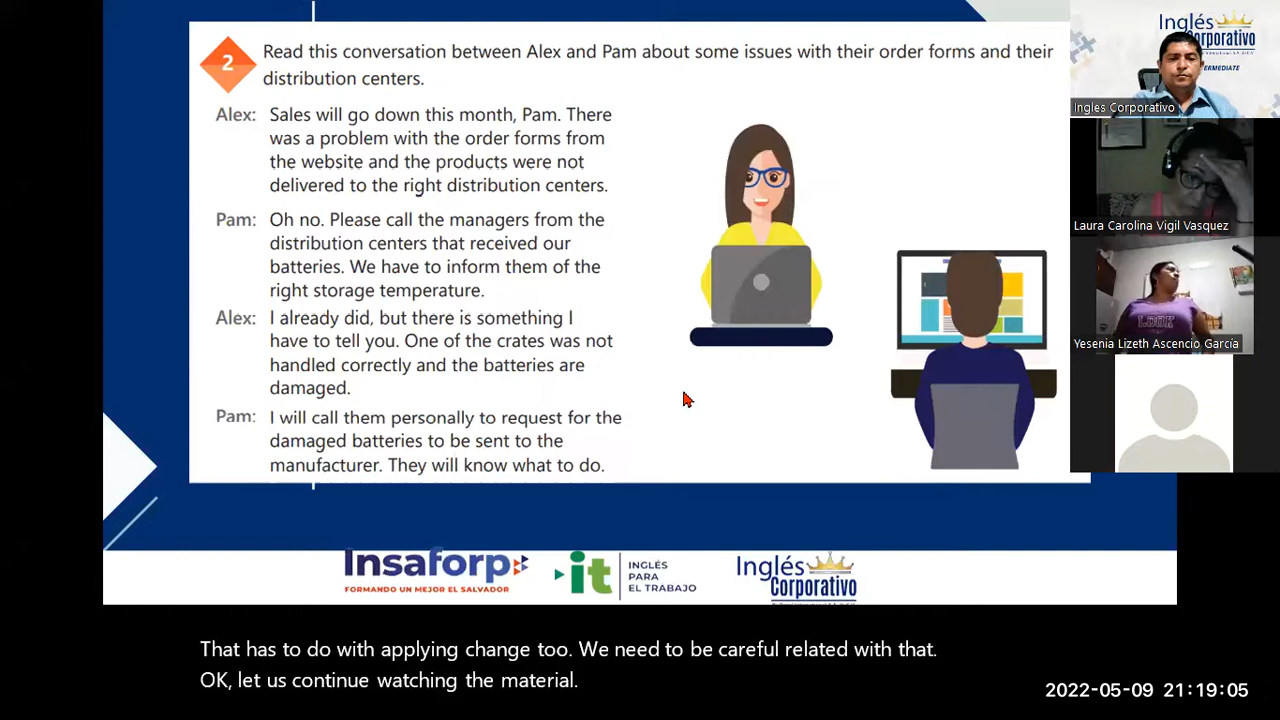 2
Read this conversation between Alex and Pam about some issues with their order forms and their
distribution centers.
Alex: Sales will go down this month, Pam. There
was a problem with the order forms from
the website and the products were not
delivered to the right distribution centers.
Pam: Oh no. Please call the managers from the
distribution centers that received our
batteries. We have to inform them of the
right storage temperature.
Alex: I already did, but there is something I
have to tell you. One of the crates was not
handled correctly and the batteries are
damaged.
Pam: I will call them personally to request for the
damaged batteries to be sent to the
manufacturer. They will know what to do.
Inglés
Corporativo
Ingles Corporativo
Laura Carolina Vigil Vasquez
LOOK
Yesenia Lizeth Ascencio García
Insaforp
FORMANDO UN MEJOR EL SALVADOR
it
INGLÉS
PARA
EL TRABAJO
Inglés
Corporativo
That has to do with applying change too. We need to be careful related with that.
OK, let us continue watching the material.
2022-05-09 21:19:05